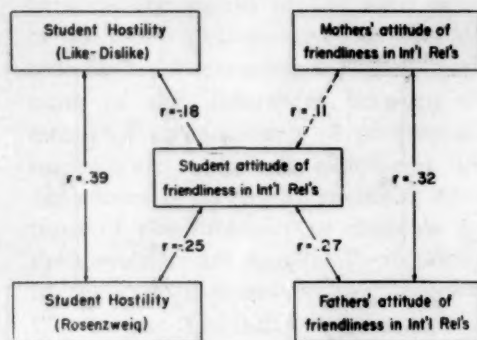 Student Hostility
(Like-Dislike)
Mothers' attitude of
friendliness in Int'l Rel's
r=-.18
r=.11
r=.39
Student attitude of
friendliness in Int'l Rel's
r=.32
r=-.25
r=.27
Student Hostility
(Rosenzweig)
Fathers' attitude of
friendliness in Int'l Rel's